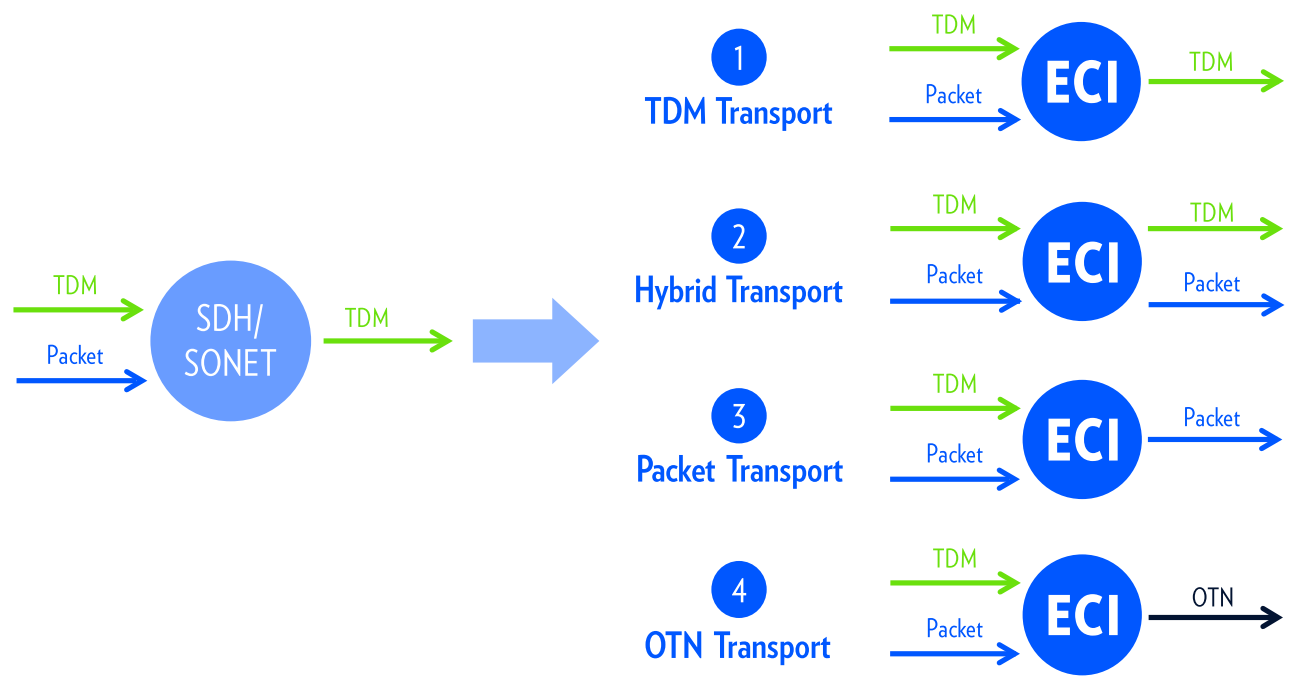 TDM
Packet
SDH/
SONET
TDM
1
TDM Transport
TDM
Packet
ECI
TDM
2
Hybrid Transport
TDM
Packet
ECI
TDM
Packet
3
Packet Transport
TDM
Packet
ECI
Packet
4
OTN Transport
TDM
Packet
ECI
OTN